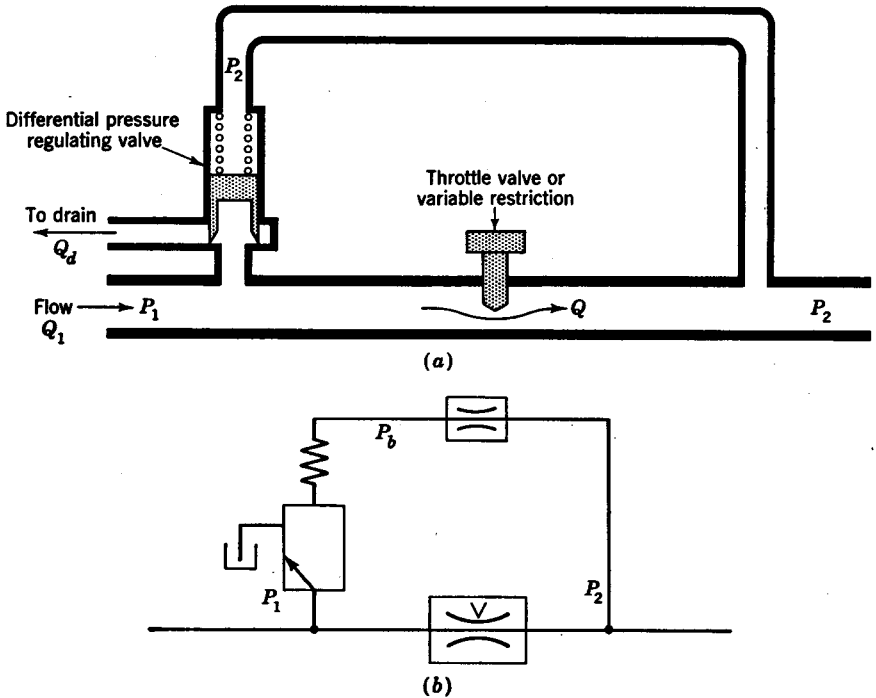 P2
Differential pressure
regulating valve
Throttle valve or
variable restriction
To drain
Qd
Flow
Q1
P1
Q
P2
(a)
Pb
P1
P2
V
(b)